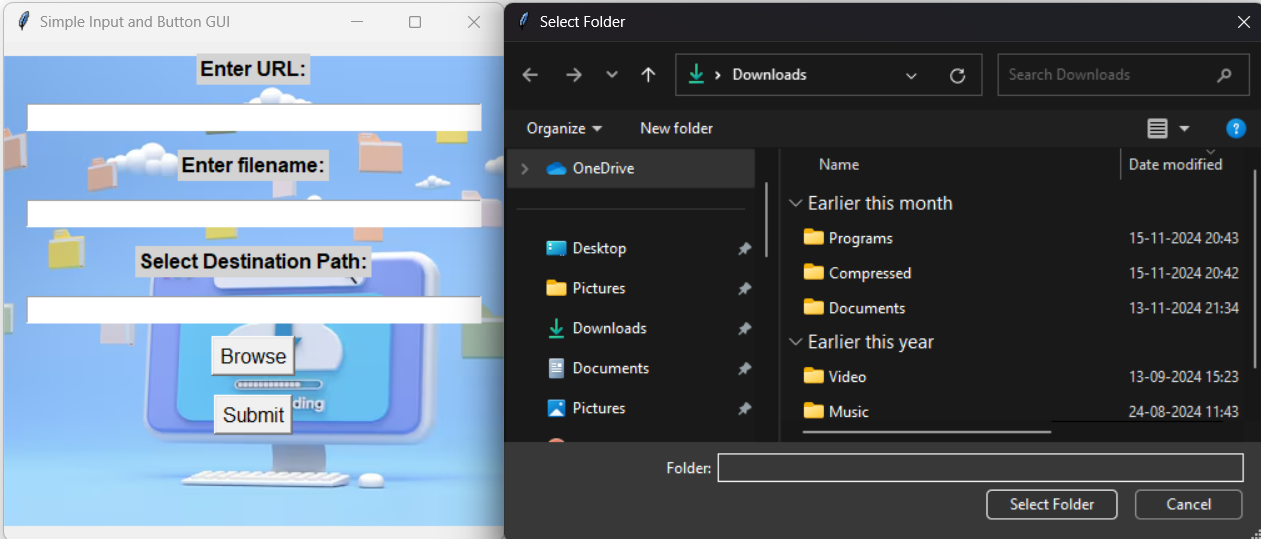 Simple Input and Button GUI
Enter URL:
Enter filename:
Select Destination Path:
Browse
Submit
ding
Select Folder
Downloads
Search Downloads
Organize
New folder
OneDrive
Desktop
Pictures
Downloads
Documents
Pictures
Name Date modified
Earlier this month
Programs 15-11-2024 20:43
Compressed 15-11-2024 20:42
Documents 13-11-2024 21:34
Earlier this year
Video 13-09-2024 15:23
Music 24-08-2024 11:43
Folder:
Select Folder
Cancel